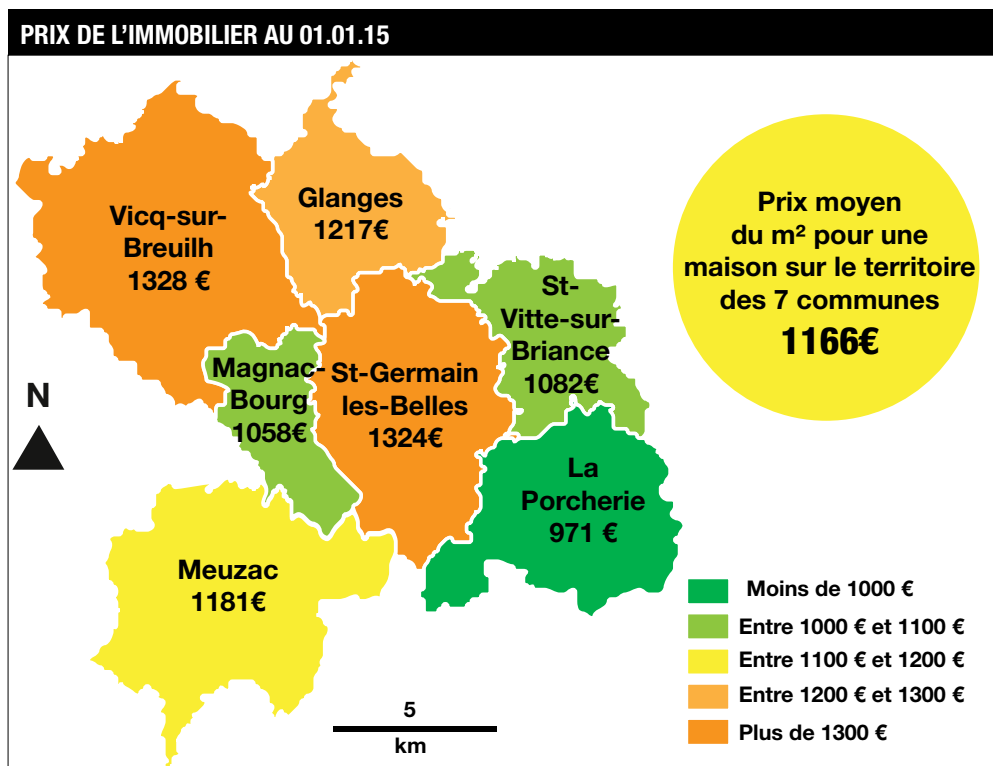 PRIX DE L'IMMOBILIER AU 01.01.15
Vicq-sur-
Breuilh
1328 €
Glanges
1217€
St-
Vitte-sur-
Briance
1082€
Magnac-
Bourg
1058€
St-Germain
les-Belles
1324€
La
Porcherie
971 €
Meuzac
1181€
N
Prix moyen
du m² pour une
maison sur le territoire
des 7 communes
1166€
Moins de 1000 €
Entre 1000 € et 1100 €
Entre 1100 € et 1200 €
Entre 1200 € et 1300 €
Plus de 1300 €
5
km